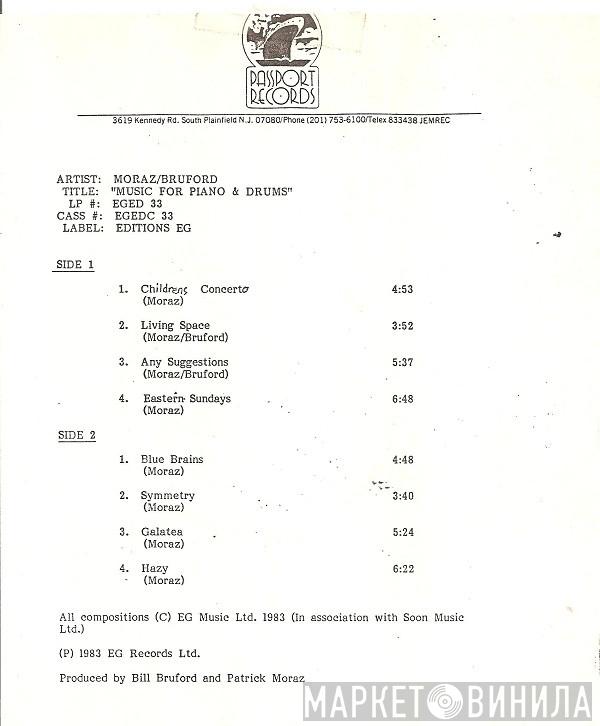 PASSPORT
RECORDS
3619 Kennedy Rd. South Plainfield N.J. 07080/Phone (201) 753-6100/Telex 833438 JEMREC
ARTIST: MORAZ/BRUFORD
TITLE: "MUSIC FOR PIANO & DRUMS"
LP #: EGED 33
CASS #: EGEDC 33
LABEL: EDITIONS EG
SIDE 1
1. Childrens Concerto 4:53
(Moraz)
2. Living Space 3:52
(Moraz/Bruford)
3. Any Suggestions 5:37
(Moraz/Bruford)
4. Eastern Sundays 6:48
(Moraz)
SIDE 2
1. Blue Brains 4:48
(Moraz)
2. Symmetry 3:40
(Moraz)
3. Galatea 5:24
(Moraz)
4. Hazy 6:22
(Moraz)
All compositions (C) EG Music Ltd. 1983 (In association with Soon Music
Ltd.)
(P) 1983 EG Records Ltd.
Produced by Bill Bruford and Patrick Moraz
МАРКЕТ ВИНИЛА